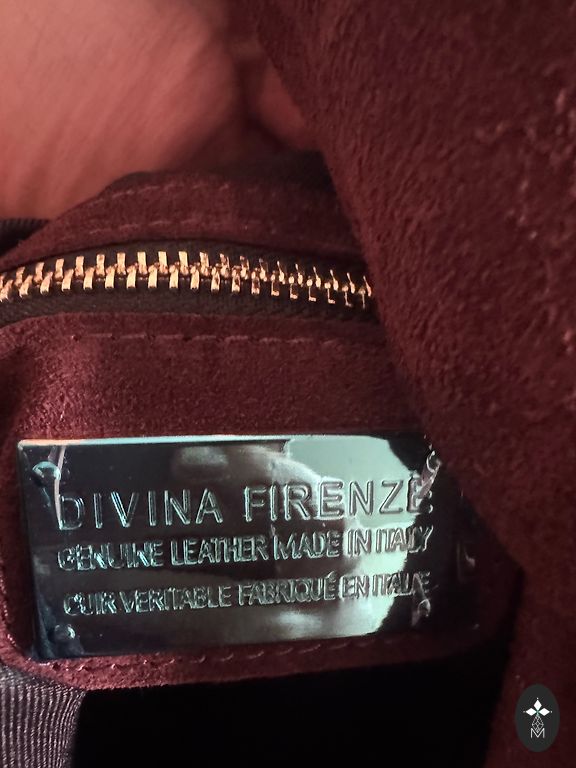 DIVINA FIRENZE
GENUINE LEATHER MADE IN ITALY
CUIR VERITABLE FABRIQUÉ EN ITALIE
M